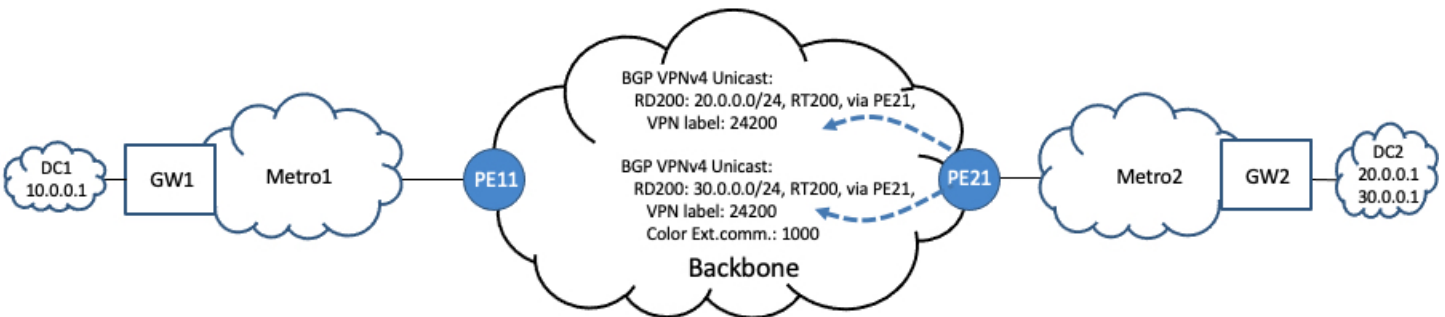 BGP VPNv4 Unicast:
RD200: 20.0.0.0/24, RT200, via PE21,
VPN label: 24200
BGP VPNv4 Unicast:
RD200: 30.0.0.0/24, RT200, via PE21,
VPN label: 24200
Color Ext.comm.: 1000
Backbone
DC1
10.0.0.1
GW1
Metro1
PE11
PE21
Metro2
GW2
DC2
20.0.0.1
30.0.0.1